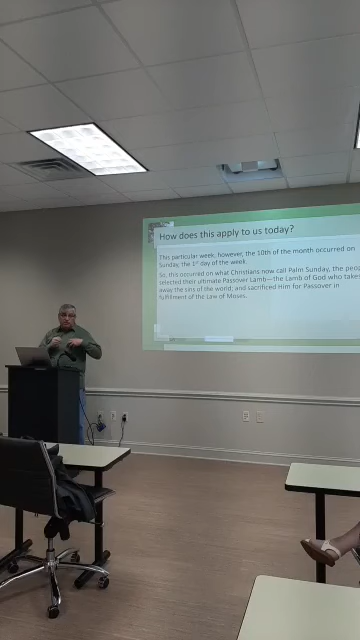 How does this apply to us today?
This particular week, however, the 10th of the month occurred on
Sunday, the 1st day of the week.
So, this occurred on what Christians now call Palm Sunday, the peop
selected their ultimate Passover Lamb—the Lamb of God who takes
away the sins of the world; and sacrificed Him for Passover in
fulfillment of the Law of Moses.